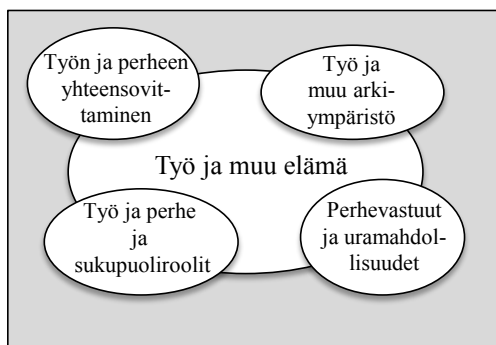 Työn ja perheen
yhteensovit-
taminen
Työ ja
muu arki-
ympäristö
Työ ja muu elämä
Työ ja perhe
ja
sukupuoliroolit
Perhevastuut
ja uramahdol-
lisuudet